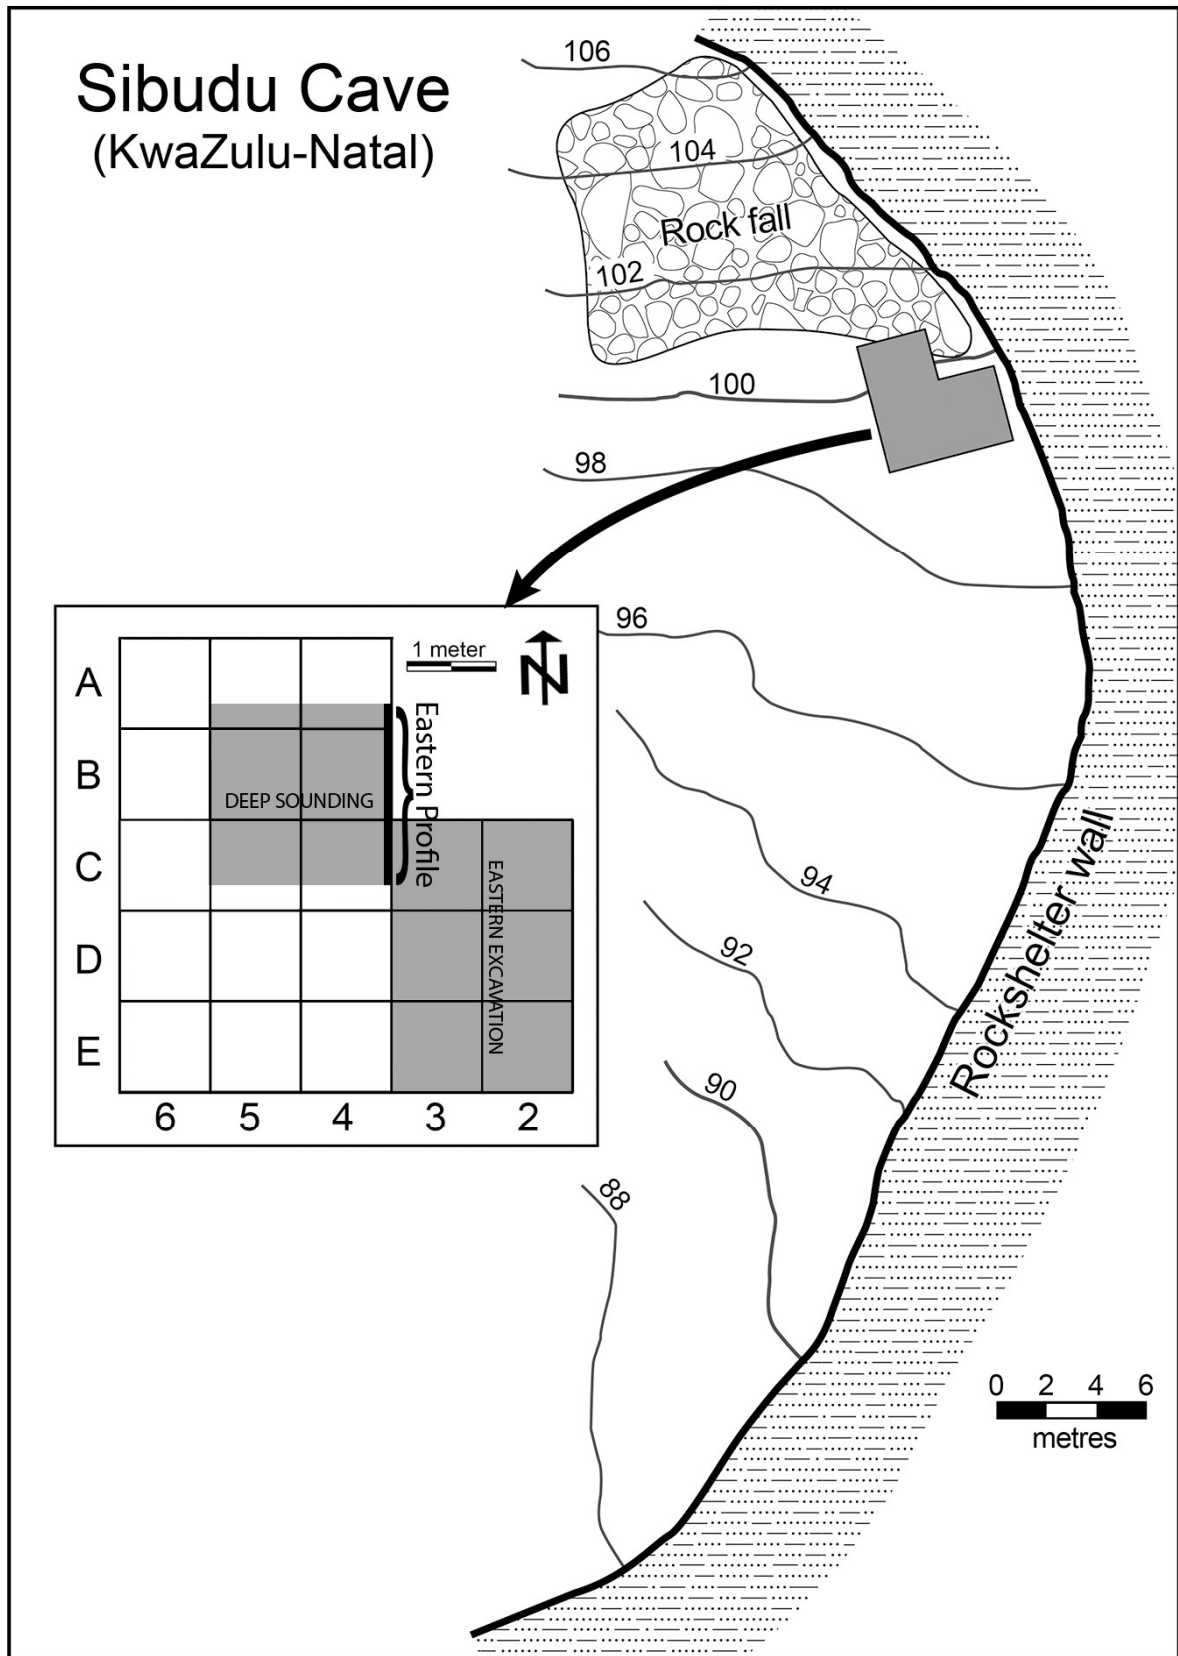 Sibudu Cave
(KwaZulu-Natal)
106
104
Rock fall
102
100
98
96
94
92
90
88
Rockshelter wall
0 2 4 6
metres
1 meter
N
A
B
C
D
E
6 5 4 3 2
DEEP SOUNDING
Eastern Profile
EASTERN EXCAVATION